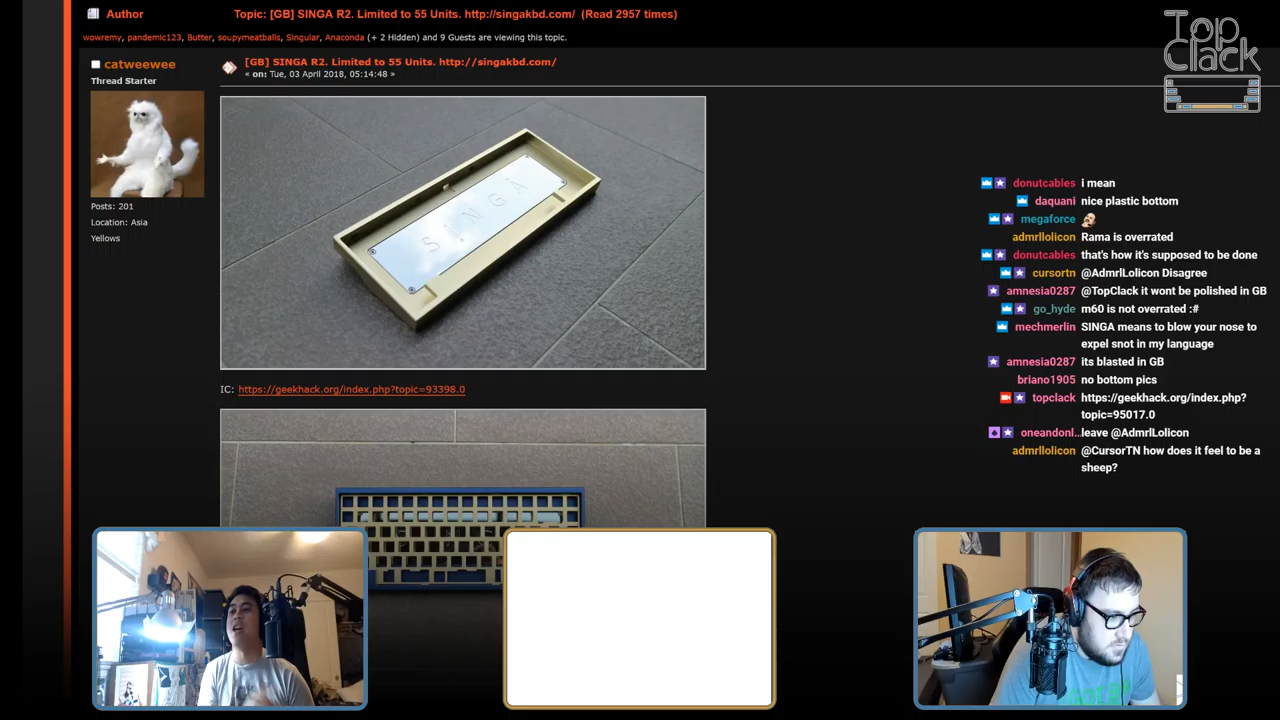 Author
Topic: [GB] SINGA R2. Limited to 55 Units. http://singakbd.com/ (Read 2957 times)
wowremy, pandemic123, Butter, soupymeatballs, Singular, Anaconda (+ 2 Hidden) and 9 Guests are viewing this topic.
catweewee
Thread Starter
Posts: 201
Location: Asia
Yellows
[GB] SINGA R2. Limited to 55 Units. http://singakbd.com/
« on: Tue, 03 April 2018, 05:14:48 »
SINGA
IC: https://geekhack.org/index.php?topic=93398.0
Top
Clack
donutcables i mean
daquani nice plastic bottom
megaforce
admrllolicon Rama is overrated
donutcables that's how it's supposed to be done
cursortn @AdmrlLolicon Disagree
amnesia0287 @TopClack it wont be polished in GB
go_hyde m60 is not overrated :#
mechmerlin SINGA means to blow your nose to
expel snot in my language
amnesia0287 its blasted in GB
briano1905 no bottom pics
topclack https://geekhack.org/index.php?
topic=95017.0
oneandonl... leave @AdmrlLolicon
admrllolicon @CursorTN how does it feel to be a
sheep?